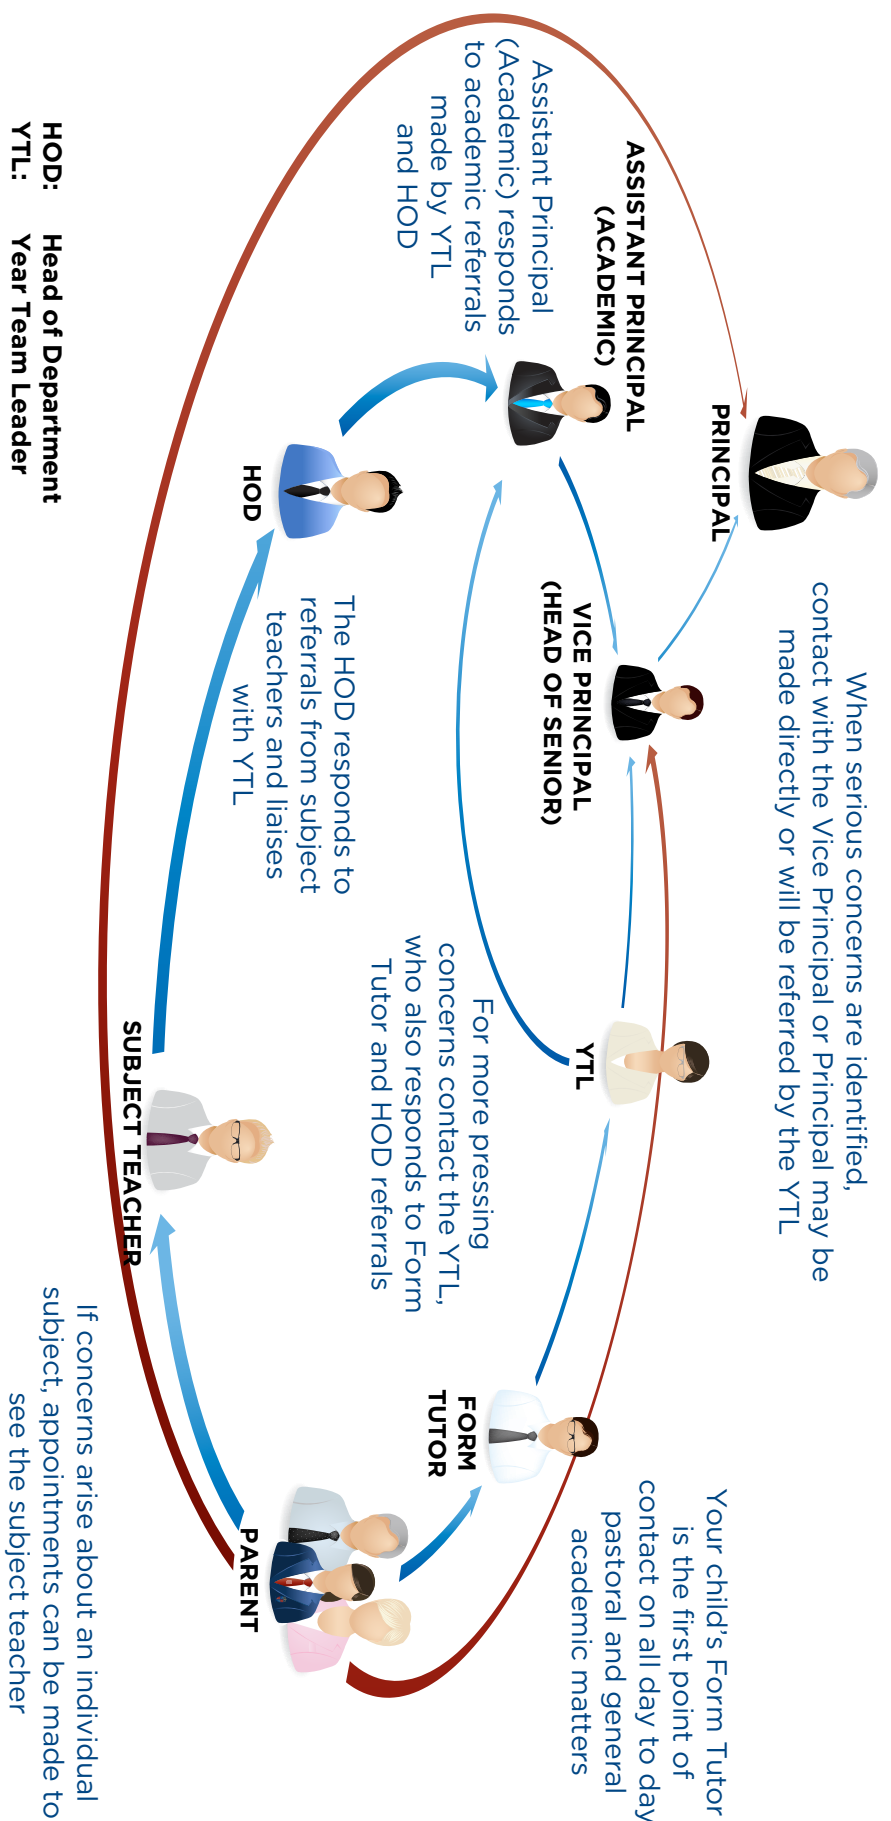 When serious concerns are identified,
contact with the Vice Principal or Principal may be
made directly or will be referred by the YTL
Your child's Form Tutor
is the first point of
contact on all day to day
pastoral and general
academic matters
PRINCIPAL
ASSISTANT PRINCIPAL
(ACADEMIC)
Assistant Principal
(Academic) responds
to academic referrals
made by YTL
and HOD
VICE PRINCIPAL
(HEAD OF SENIOR)
YTL
For more pressing
concerns contact the YTL,
who also responds to Form
Tutor and HOD referrals
FORM
TUTOR
HOD
The HOD responds to
referrals from subject
teachers and liaises
with YTL
PARENT
SUBJECT TEACHER
If concerns arise about an individual
subject, appointments can be made to
see the subject teacher
HOD: Head of Department
YTL: Year Team Leader